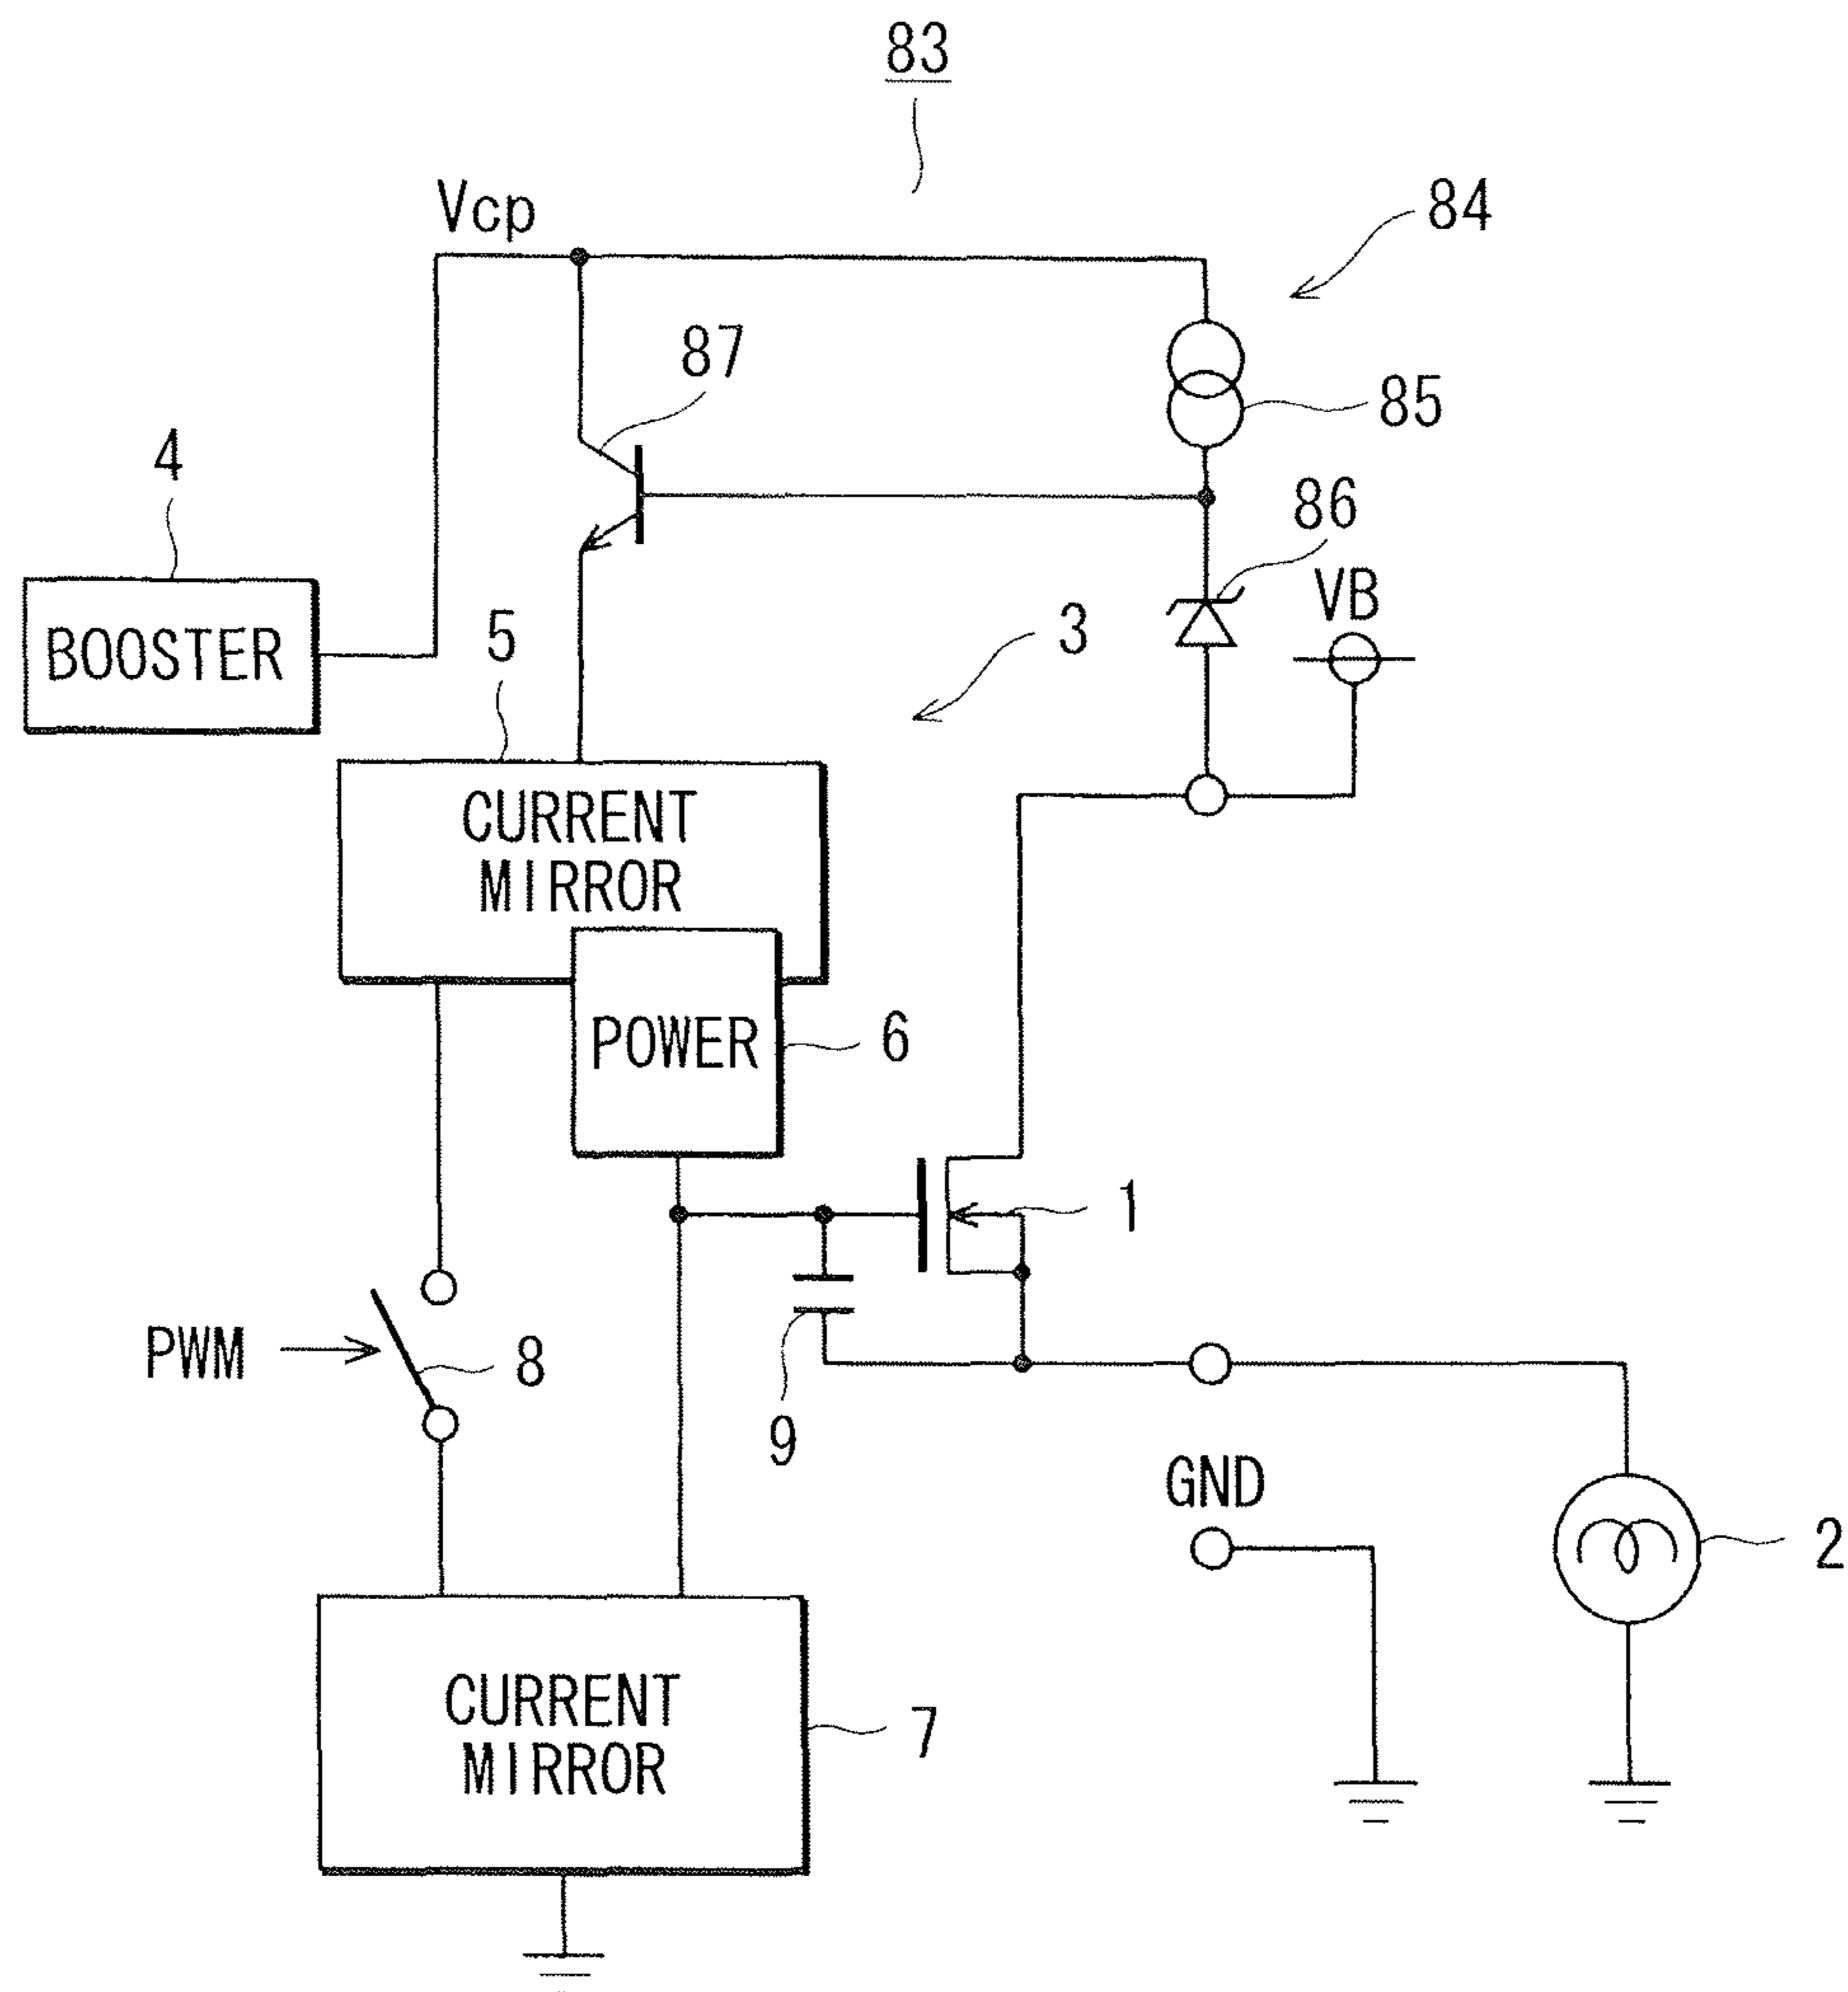 83
Vcp
84
87
85
4
86
VB
BOOSTER
5
3
CURRENT
MIRROR
POWER
6
1
PWM
8
9
GND
2
CURRENT
MIRROR
7